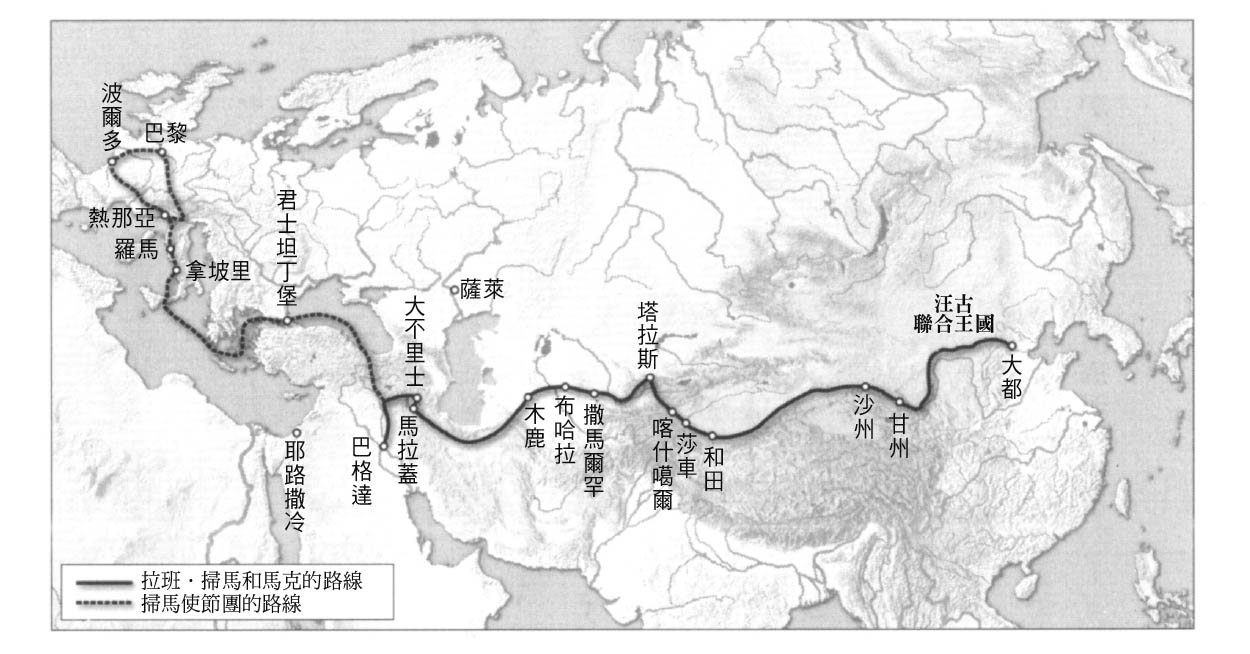 波爾多
巴黎
熱那亞
羅馬
拿坡里
君士坦丁堡
薩萊
大不里士
馬拉蓋
巴格達
耶路撒冷
木鹿
布哈拉
撒馬爾罕
塔拉斯
喀什噶爾
莎車
和田
沙州
甘州
汪古
聯合王國
大都
拉班·掃馬和馬克的路線
掃馬使節團的路線